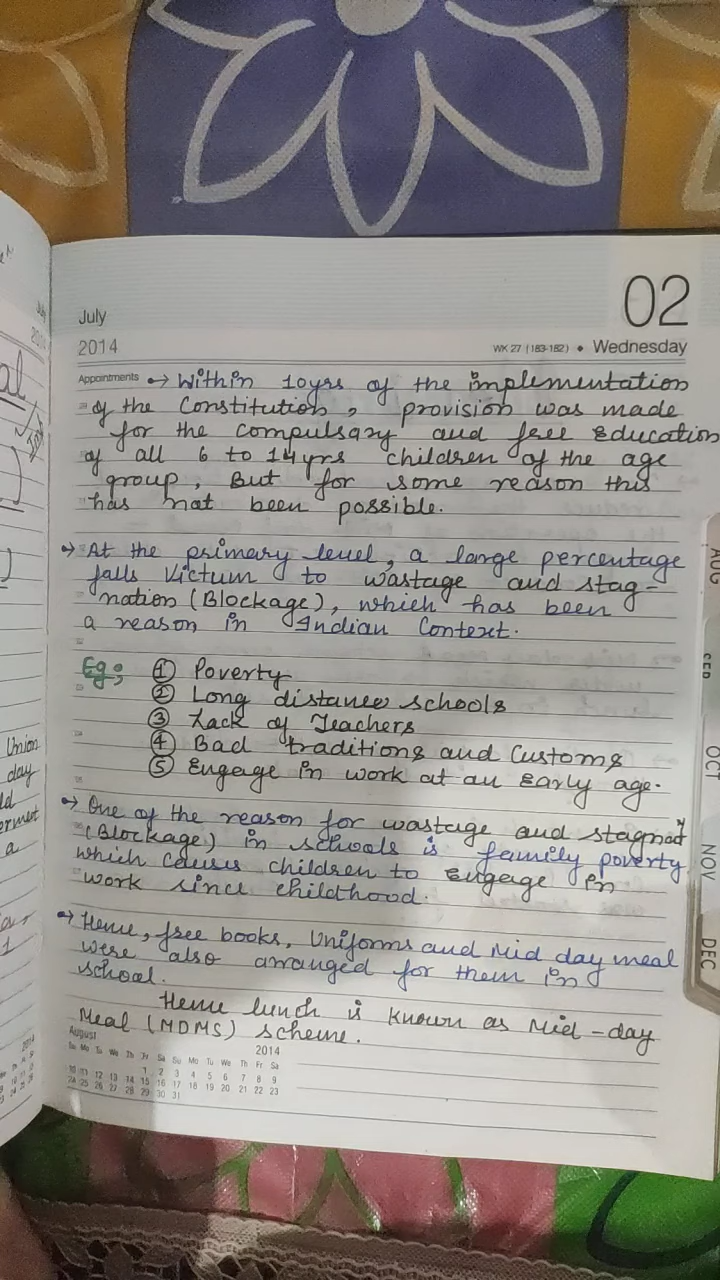 July
02
2014
WK 27 (183-182) • Wednesday
Appointments → Within 10yrs of the implementation
of the Constitution, provision was made
for the compulsary and free Education
of all 6 to 14yrs children of the age
group, But for some reason this
has not been possible.
→ At the primary level, a large percentage
falls Victum to wastage and stag-
nation (Blockage), which has been
a reason in Indian Context.
Eg; ① Poverty
② Long distance schools
③ Lack of Teachers
④ Bad traditions and Customs
⑤ Engage in work at an Early age.
→ One of the reason for wastage and
(Blockage) in schools is family poverty
which causes children to Engage in
work since childhood.
→ Hence, free books, Uniforms and Mid day meal
were also arranged for them in
school.
Hence lunch is known as Mid-day
Meal (MDMS) scheme.
August 2014
Su Mo Tu We Th Fr Sa Su Mo Tu We Th Fr Sa
1 2 3 4 5 6 7 8 9
10 11 12 13 14 15 16 17 18 19 20 21 22 23
24 25 26 27 28 29 30 31
AUG
SEP
OCT
NOV
DEC
Union
day
a